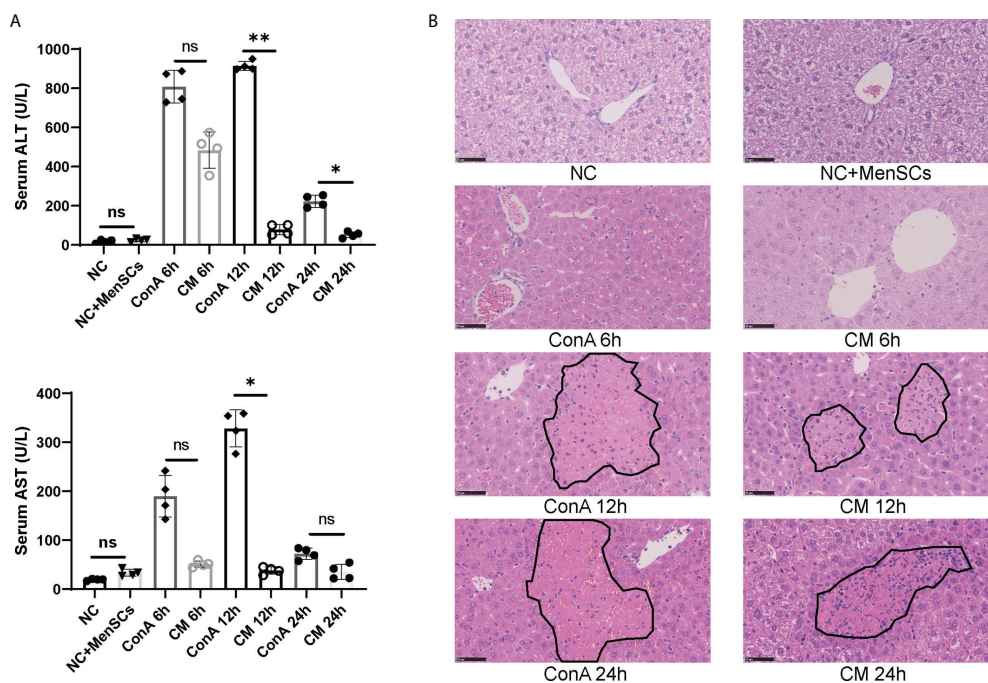 A
Serum ALT (U/L)
1000
800
600
400
200
0
ns
ns
**
*
NC
NC+MenSCs
ConA 6h
CM 6h
ConA 12h
CM 12h
ConA 24h
CM 24h
Serum AST (U/L)
400
300
200
100
0
ns
ns
*
ns
NC
NC+MenSCs
ConA 6h
CM 6h
ConA 12h
CM 12h
ConA 24h
CM 24h
B
NC
NC+MenSCs
ConA 6h
CM 6h
ConA 12h
CM 12h
ConA 24h
CM 24h